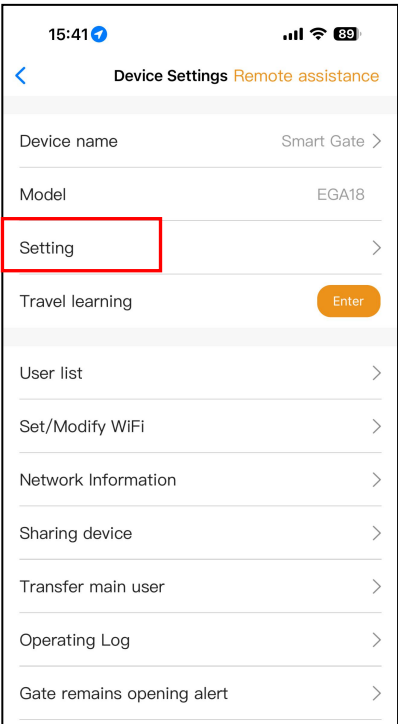 15:41 89
Device Settings Remote assistance
Device name Smart Gate
Model EGA18
Setting
Travel learning Enter
User list
Set/Modify WiFi
Network Information
Sharing device
Transfer main user
Operating Log
Gate remains opening alert